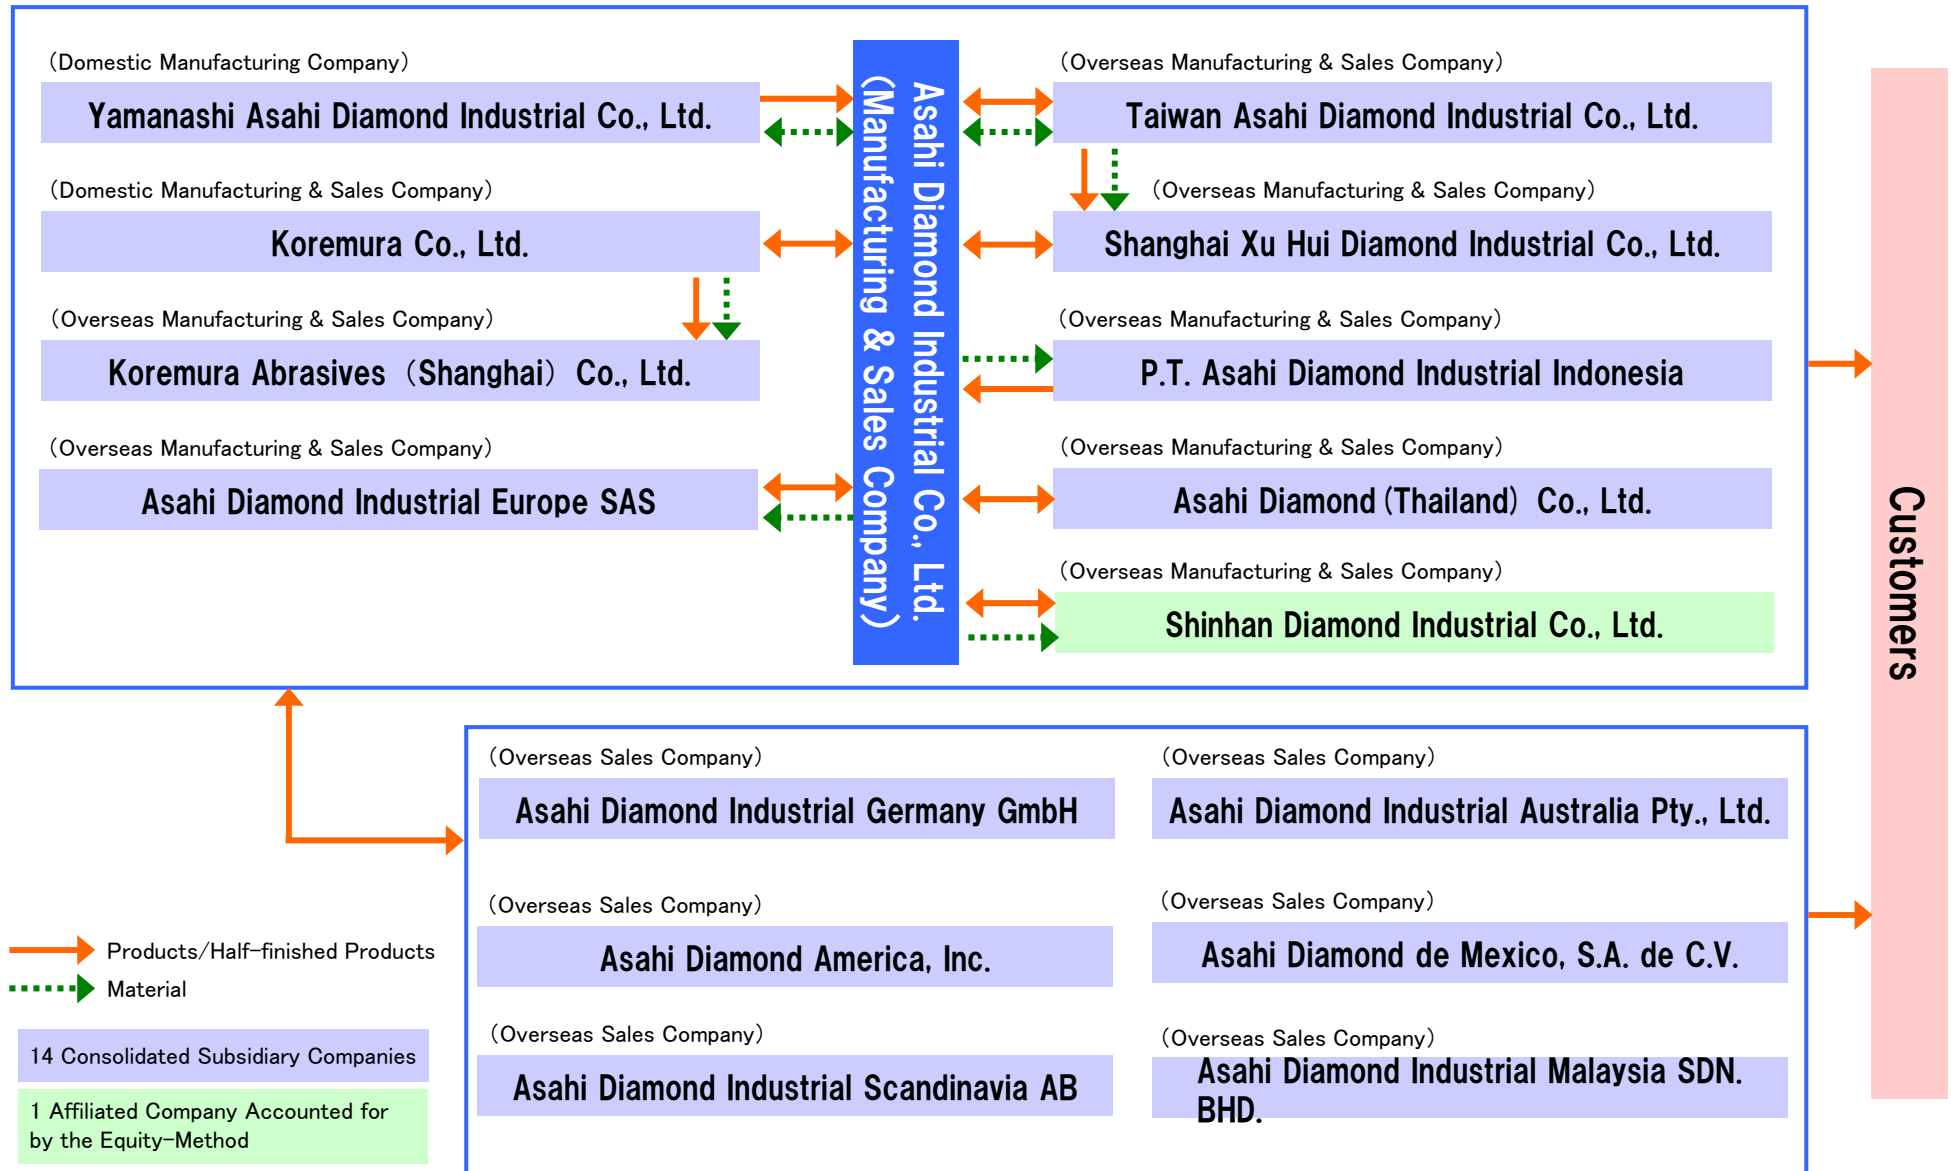 （Domestic Manufacturing Company）
Yamanashi Asahi Diamond Industrial Co., Ltd.
（Domestic Manufacturing & Sales Company）
Koremura Co., Ltd.
（Overseas Manufacturing & Sales Company）
Koremura Abrasives（Shanghai）Co., Ltd.
（Overseas Manufacturing & Sales Company）
Asahi Diamond Industrial Europe SAS
Asahi Diamond Industrial Co., Ltd.
(Manufacturing & Sales Company)
（Overseas Manufacturing & Sales Company）
Taiwan Asahi Diamond Industrial Co., Ltd.
（Overseas Manufacturing & Sales Company）
Shanghai Xu Hui Diamond Industrial Co., Ltd.
（Overseas Manufacturing & Sales Company）
P.T. Asahi Diamond Industrial Indonesia
（Overseas Manufacturing & Sales Company）
Asahi Diamond (Thailand) Co., Ltd.
（Overseas Manufacturing & Sales Company）
Shinhan Diamond Industrial Co., Ltd.
Customers
（Overseas Sales Company）
Asahi Diamond Industrial Germany GmbH
（Overseas Sales Company）
Asahi Diamond Industrial Australia Pty., Ltd.
（Overseas Sales Company）
Asahi Diamond America, Inc.
（Overseas Sales Company）
Asahi Diamond de Mexico, S.A. de C.V.
（Overseas Sales Company）
Asahi Diamond Industrial Scandinavia AB
（Overseas Sales Company）
Asahi Diamond Industrial Malaysia SDN.
BHD.
Products/Half-finished Products
Material
14 Consolidated Subsidiary Companies
1 Affiliated Company Accounted for
by the Equity-Method